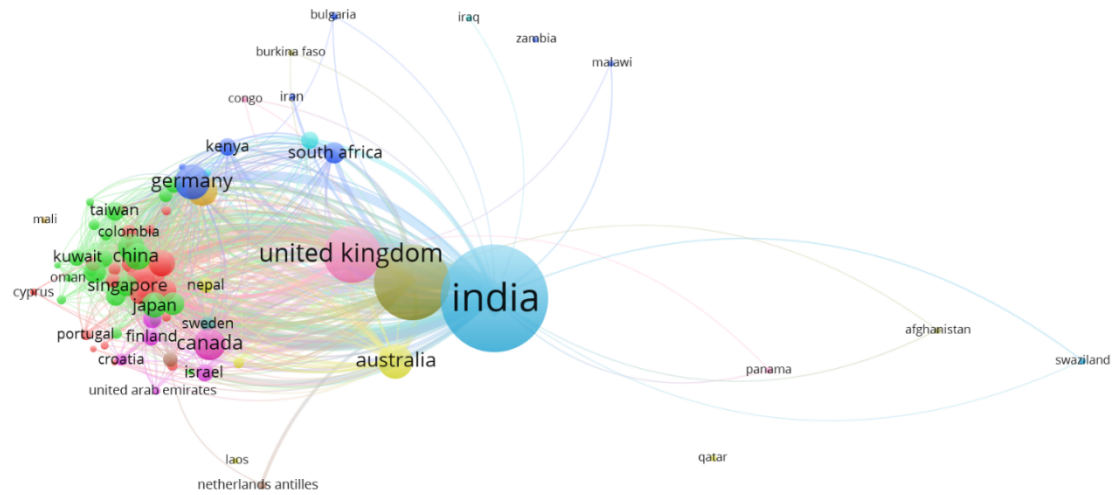 bulgaria
iraq
zambia
burkina faso
malawi
congo
iran
kenya
south africa
germany
taiwan
mali
colombia
united kingdom
kuwait
china
oman
singapore
nepal
cyprus
india
japan
sweden
portugal
finland
canada
afghanistan
croatia
australia
swaziland
israel
panama
united arab emirates
laos
qatar
netherlands antilles